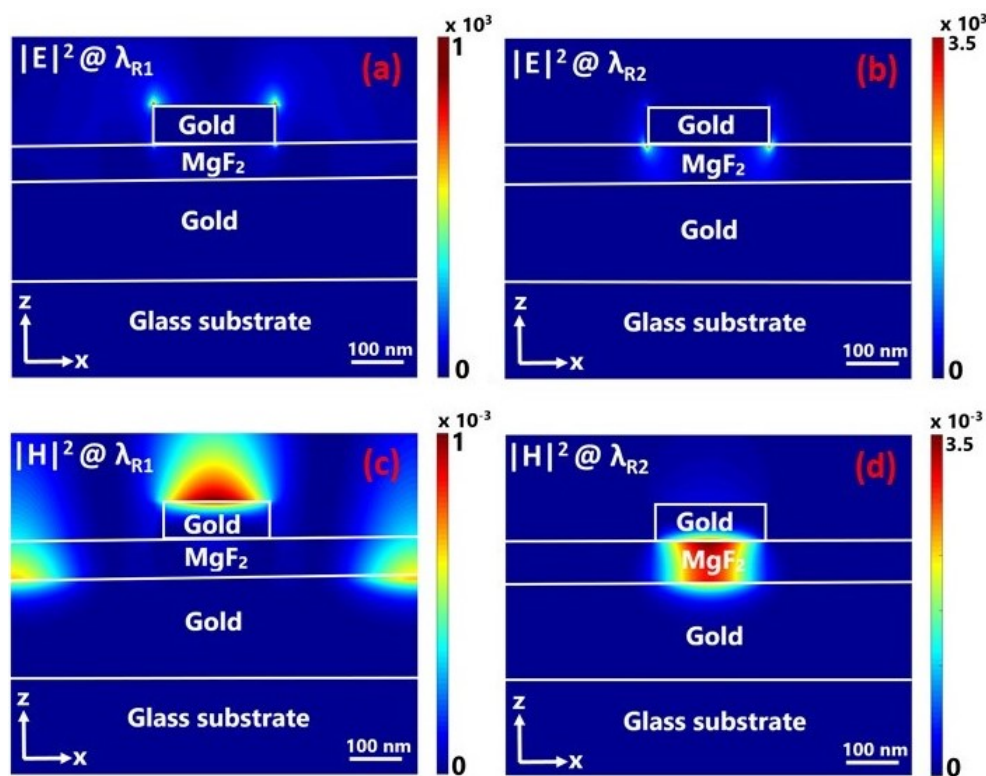 x 10³
|E|² @ λR1
(a)
1
Gold
MgF₂
Gold
Glass substrate
z
x
100 nm
0
x 10³
|E|² @ λR2
(b)
3.5
Gold
MgF₂
Gold
Glass substrate
z
x
100 nm
0
x 10⁻³
|H|² @ λR1
(c)
1
Gold
MgF₂
Gold
Glass substrate
z
x
100 nm
0
x 10⁻³
|H|² @ λR2
(d)
3.5
Gold
MgF₂
Gold
Glass substrate
z
x
100 nm
0